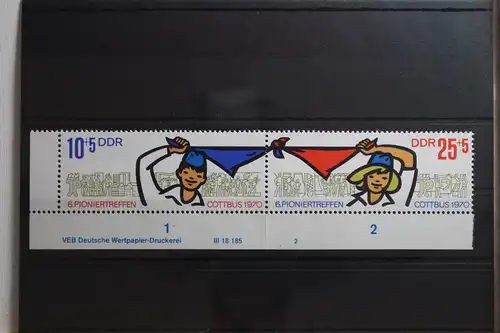 10+5 DDR
DDR 25+5
6.PIONIERTREFFEN COTTBUS 1970
6.PIONIERTREFFEN COTTBUS 1970
1 2
VEB Deutsche Wertpapier-Druckerei III 18 185 2